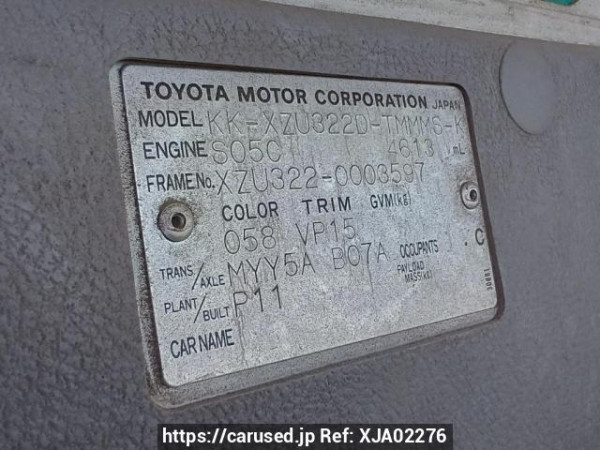 TOYOTA MOTOR CORPORATION JAPAN
MODEL KK-XZU322D-TMMMS-K
ENGINE S05C 4613 mL
FRAME No. XZU322-0003597
COLOR TRIM GVM(kg)
058 VP15 . C
TRANS/AXLE MYY5A B07A OCCUPANTS
PAYLOAD MASS(kg)
PLANT/BUILT P11
CAR NAME
https://carused.jp Ref: XJA02276